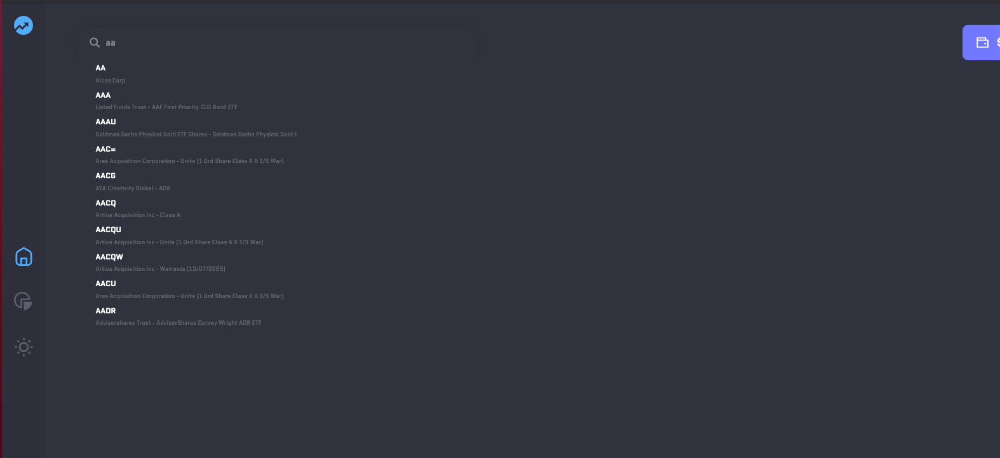 aa
AA
Alcoa Corp
AAA
Listed Funds Trust - AAF First Priority CLO Bond ETF
AAAU
Goldman Sachs Physical Gold ETF Shares - Goldman Sachs Physical Gold E
AAC=
Ares Acquisition Corporation - Units (1 Ord Share Class A & 1/5 War)
AACG
ATA Creativity Global - ADR
AACQ
Artius Acquisition Inc - Class A
AACQU
Artius Acquisition Inc - Units (1 Ord Share Class A & 1/3 War)
AACQW
Artius Acquisition Inc - Warrants (13/07/2025)
AACU
Ares Acquisition Corporation - Units (1 Ord Share Class A & 1/5 War)
AADR
Advisorshares Trust - AdvisorShares Dorsey Wright ADR ETF